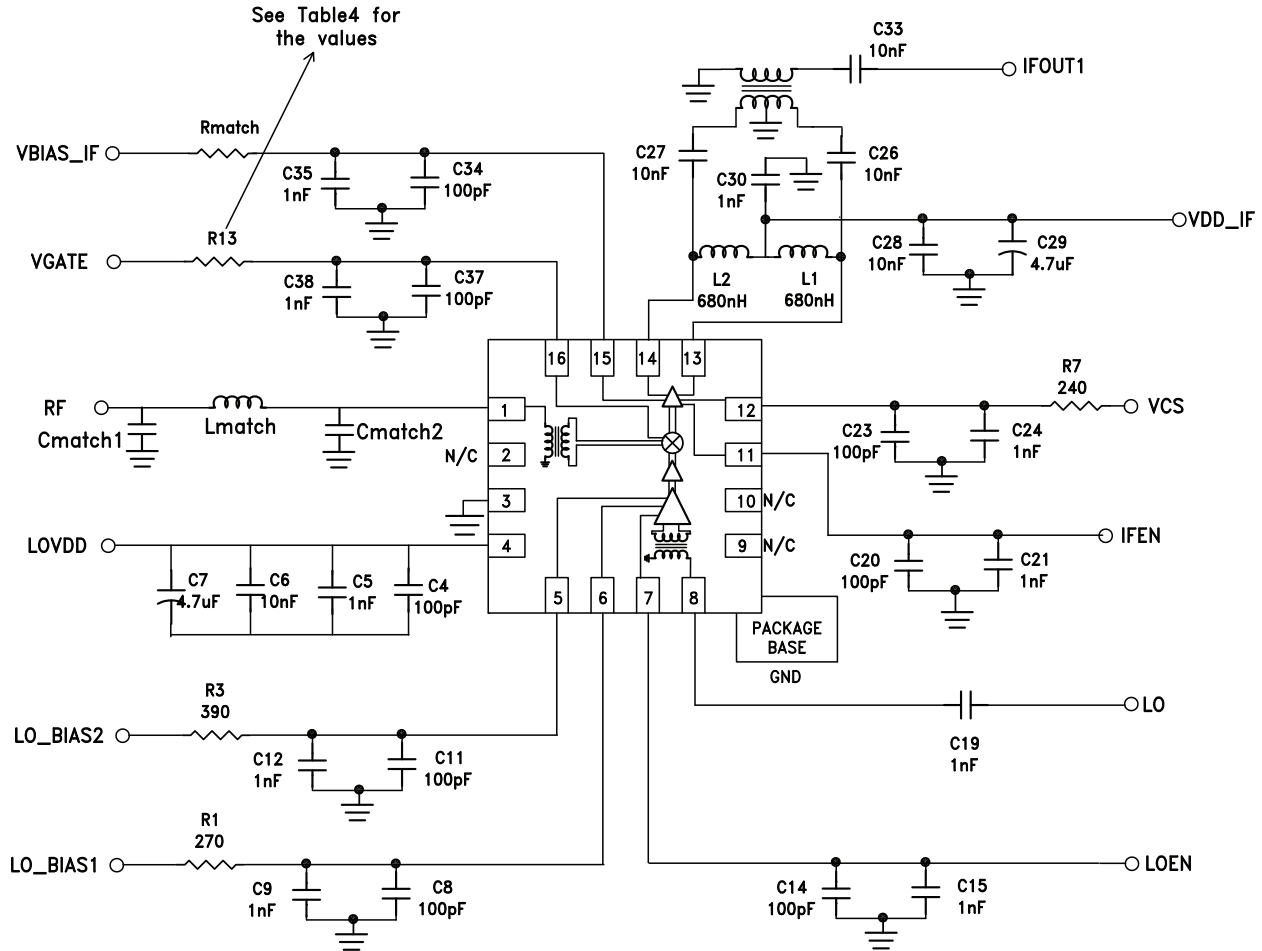 See Table4 for
the values
C33
10nF
IFOUT1
Rmatch
VBIAS_IF
C35
1nF
C34
100pF
C27
10nF
C30
1nF
C26
10nF
VDD_IF
R13
VGATE
C38
1nF
C37
100pF
C28
10nF
C29
4.7uF
L2
680nH
L1
680nH
16
15
14
13
R7
240
RF
Cmatch1
Lmatch
Cmatch2
1
12
VCS
C23
100pF
C24
1nF
N/C
2
11
3
10
N/C
LOVDD
4
9
N/C
IFEN
C20
100pF
C21
1nF
C7
4.7uF
C6
10nF
C5
1nF
C4
100pF
5
6
7
8
PACKAGE
BASE
GND
R3
390
LO_BIAS2
C12
1nF
C11
100pF
LO
C19
1nF
R1
270
LO_BIAS1
C9
1nF
C8
100pF
LOEN
C14
100pF
C15
1nF